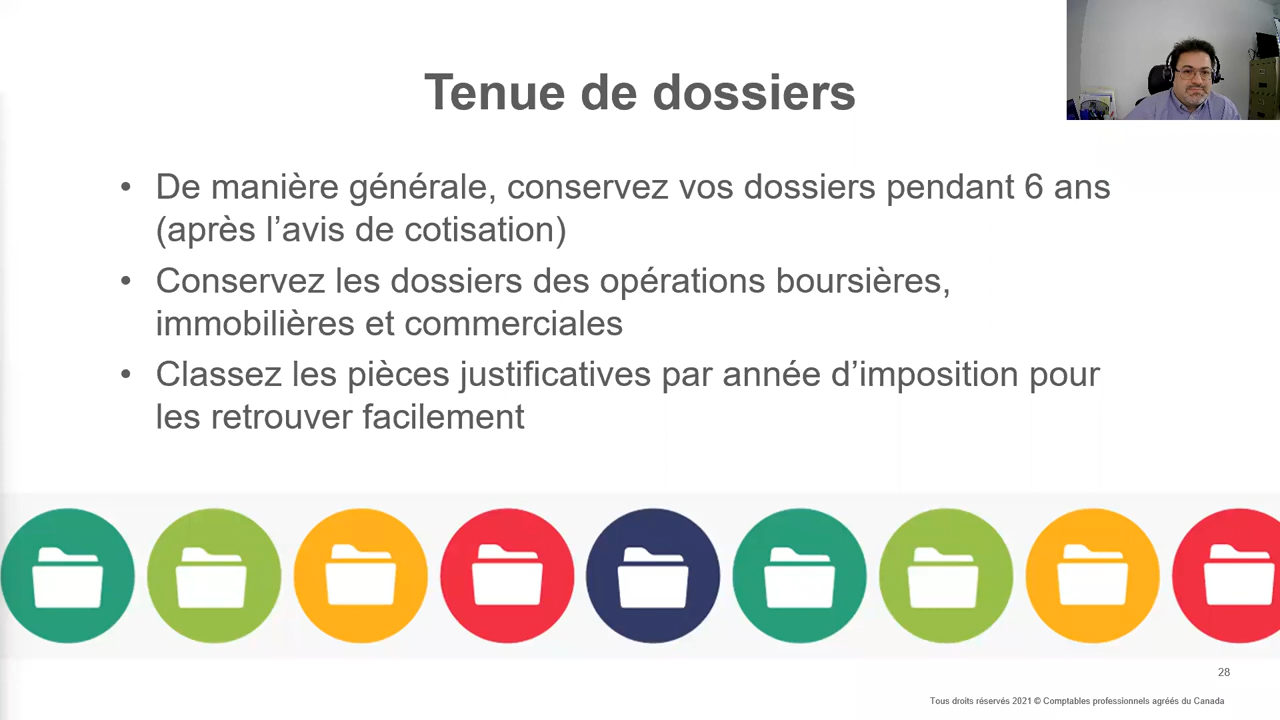 Tenue de dossiers
• De manière générale, conservez vos dossiers pendant 6 ans
(après l’avis de cotisation)
• Conservez les dossiers des opérations boursières,
immobilières et commerciales
• Classez les pièces justificatives par année d’imposition pour
les retrouver facilement
28
Tous droits réservés 2021 © Comptables professionnels agréés du Canada